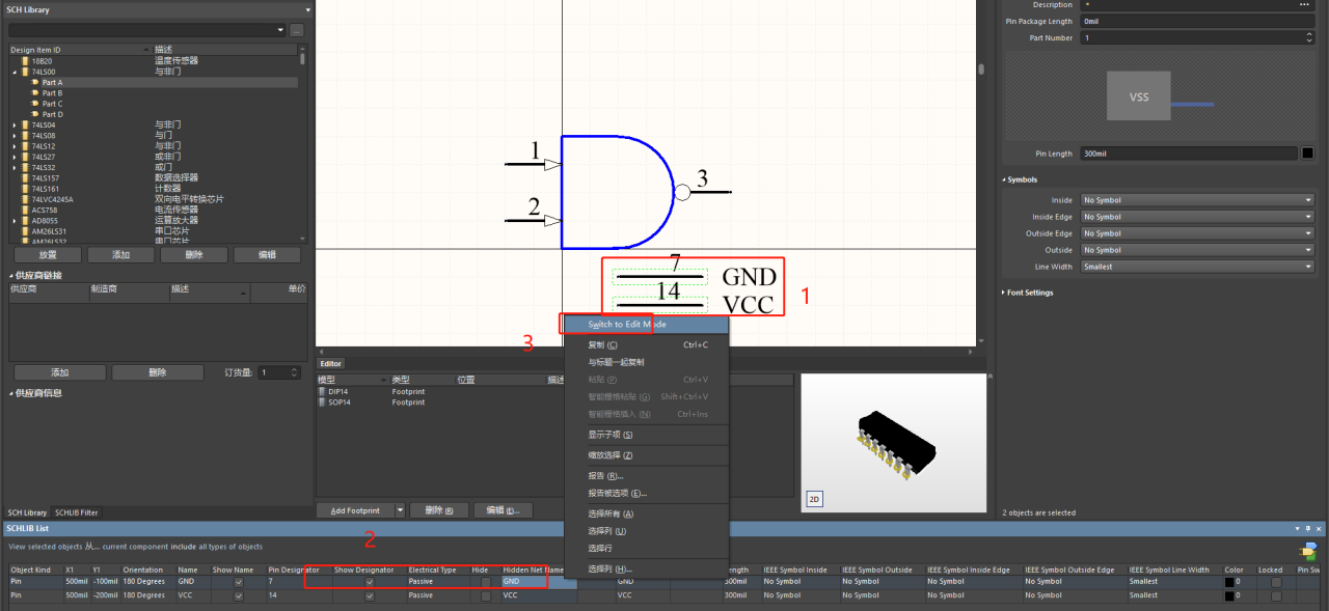 SCH Library
Design Item ID 描述
18B20 温度传感器
74LS00 与非门
Part A
Part B
Part C
Part D
74LS04 与非门
74LS08 与门
74LS12 与非门
74LS27 或非门
74LS32 或门
74LS157 数据选择器
74LS161 计数器
74LVC4245A 双向电平转换芯片
ACS758 电流传感器
AD8055 运算放大器
AM26LS31 串口芯片
AM26LS32 串口芯片
放置 添加 删除 编辑
供应商链接
供应商 制造商 描述 单价
添加 删除 订货量: 1
供应商信息
SCH Library SCHLIB Filter
1
2
3
7 GND
14 VCC
1
3
Switch to Edit Mode
复制 (C) Ctrl+C
与标题一起复制
粘贴 (P) Ctrl+V
智能栅格粘贴 (G) Shift+Ctrl+V
智能栅格插入 (N) Ctrl+Ins
显示子项 (S)
缩放选择 (Z)
报告 (R)...
报告被选项 (E)...
选择所有 (A)
选择列 (U)
选择行
选择列 (H)...
Editor
模型 类型 位置 描述
DIP14 Footprint
SOP14 Footprint
Add Footprint 删除 (R) 编辑 (D)...
2D
Description *
Pin Package Length 0mil
Part Number 1
VSS
Pin Length 300mil
Symbols
Inside No Symbol
Inside Edge No Symbol
Outside Edge No Symbol
Outside No Symbol
Line Width Smallest
Font Settings
2 objects are selected
SCHLIB List
2
View selected objects 从... current component include all types of objects
Object Kind X1 Y1 Orientation Name Show Name Pin Designator Show Designator Electrical Type Hide Hidden Net Name IEEE Symbol Inside IEEE Symbol Outside IEEE Symbol Inside Edge IEEE Symbol Outside Edge IEEE Symbol Line Width Color Locked Pin Sw
Pin 500mil -100mil 180 Degrees GND 7 Passive GND GND 300mil No Symbol No Symbol No Symbol No Symbol Smallest 0
Pin 500mil -200mil 180 Degrees VCC 14 Passive VCC VCC 300mil No Symbol No Symbol No Symbol No Symbol Smallest 0